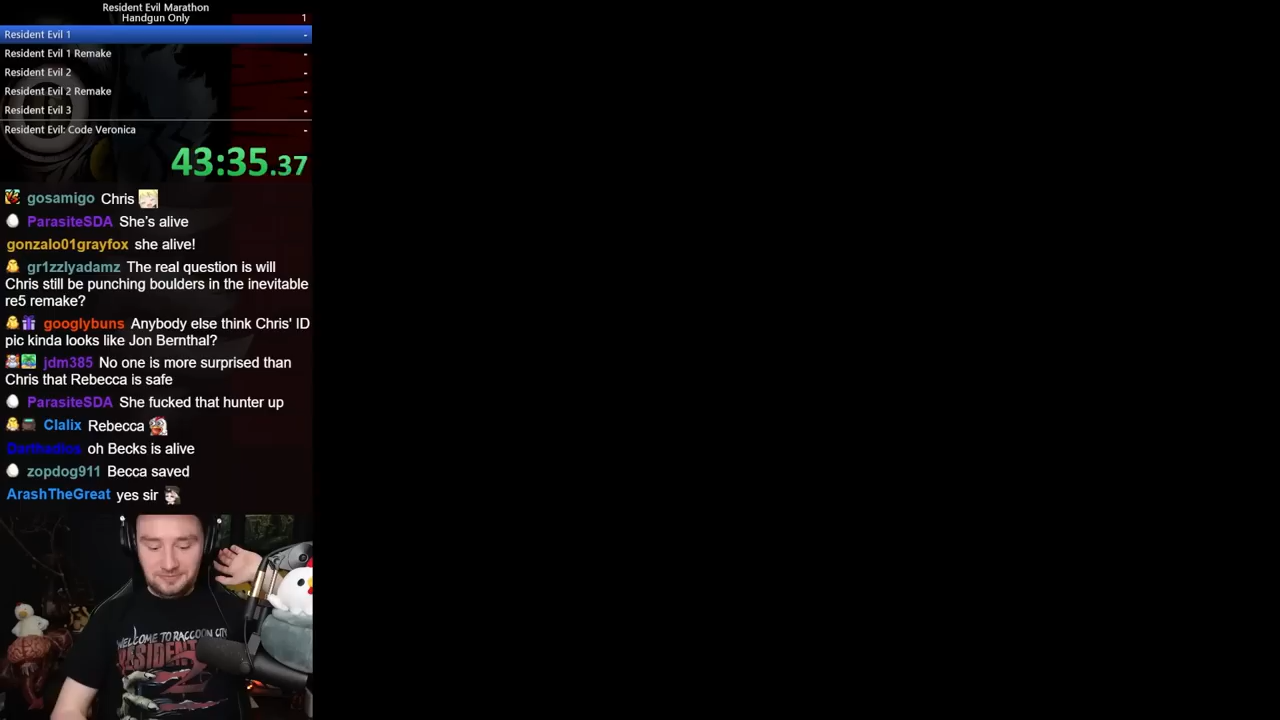 Resident Evil Marathon
Handgun Only 1
Resident Evil 1 -
Resident Evil 1 Remake -
Resident Evil 2 -
Resident Evil 2 Remake -
Resident Evil 3 -
Resident Evil: Code Veronica -
43:35.37
gosamigo Chris
ParasiteSDA She's alive
gonzalo01grayfox she alive!
gr1zzlyadamz The real question is will
Chris still be punching boulders in the inevitable
re5 remake?
googlybuns Anybody else think Chris' ID
pic kinda looks like Jon Bernthal?
jdm385 No one is more surprised than
Chris that Rebecca is safe
ParasiteSDA She fucked that hunter up
Clalix Rebecca
oh Becks is alive
zopdog911 Becca saved
ArashTheGreat yes sir
WELCOME TO RACCOON CITY
RESIDENT
2